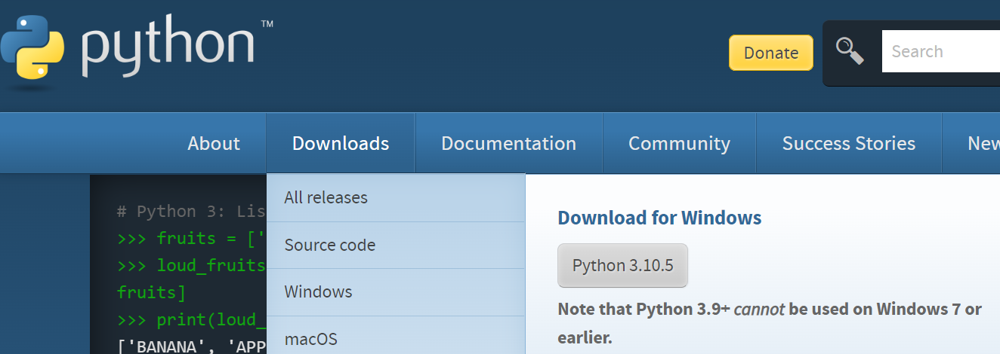 python™
Donate
Search
About
Downloads
Documentation
Community
Success Stories
All releases
Source code
Windows
macOS
# Python 3:
>>> fruits = ['
>>> loud_fruits
fruits]
>>> print(loud_
['BANANA', 'APP
Download for Windows
Python 3.10.5
Note that Python 3.9+ cannot be used on Windows 7 or
earlier.